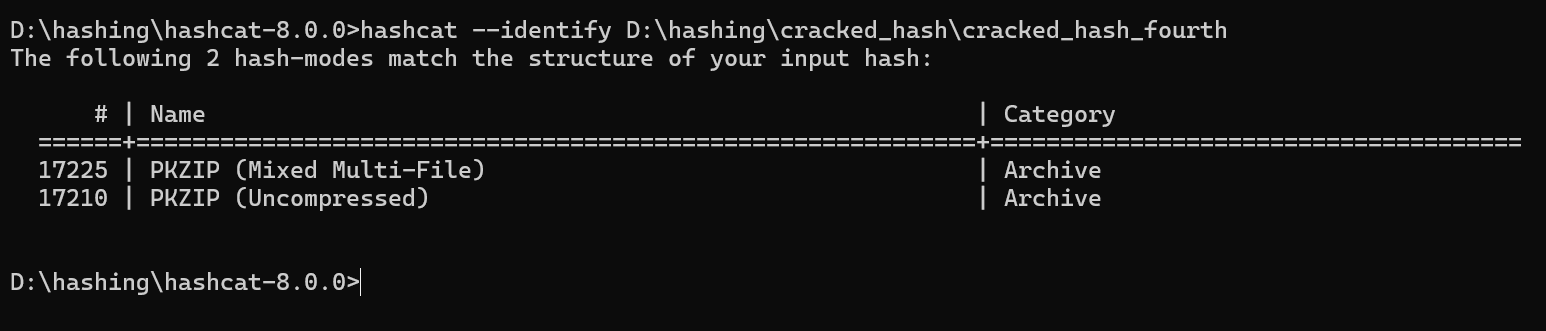 D:\hashing\hashcat-8.0.0>hashcat --identify D:\hashing\cracked_hash\cracked_hash_fourth
The following 2 hash-modes match the structure of your input hash:
      # | Name                                                       | Category
  ======+============================================================+======================================
  17225 | PKZIP (Mixed Multi-File)                                   | Archive
  17210 | PKZIP (Uncompressed)                                       | Archive
D:\hashing\hashcat-8.0.0>